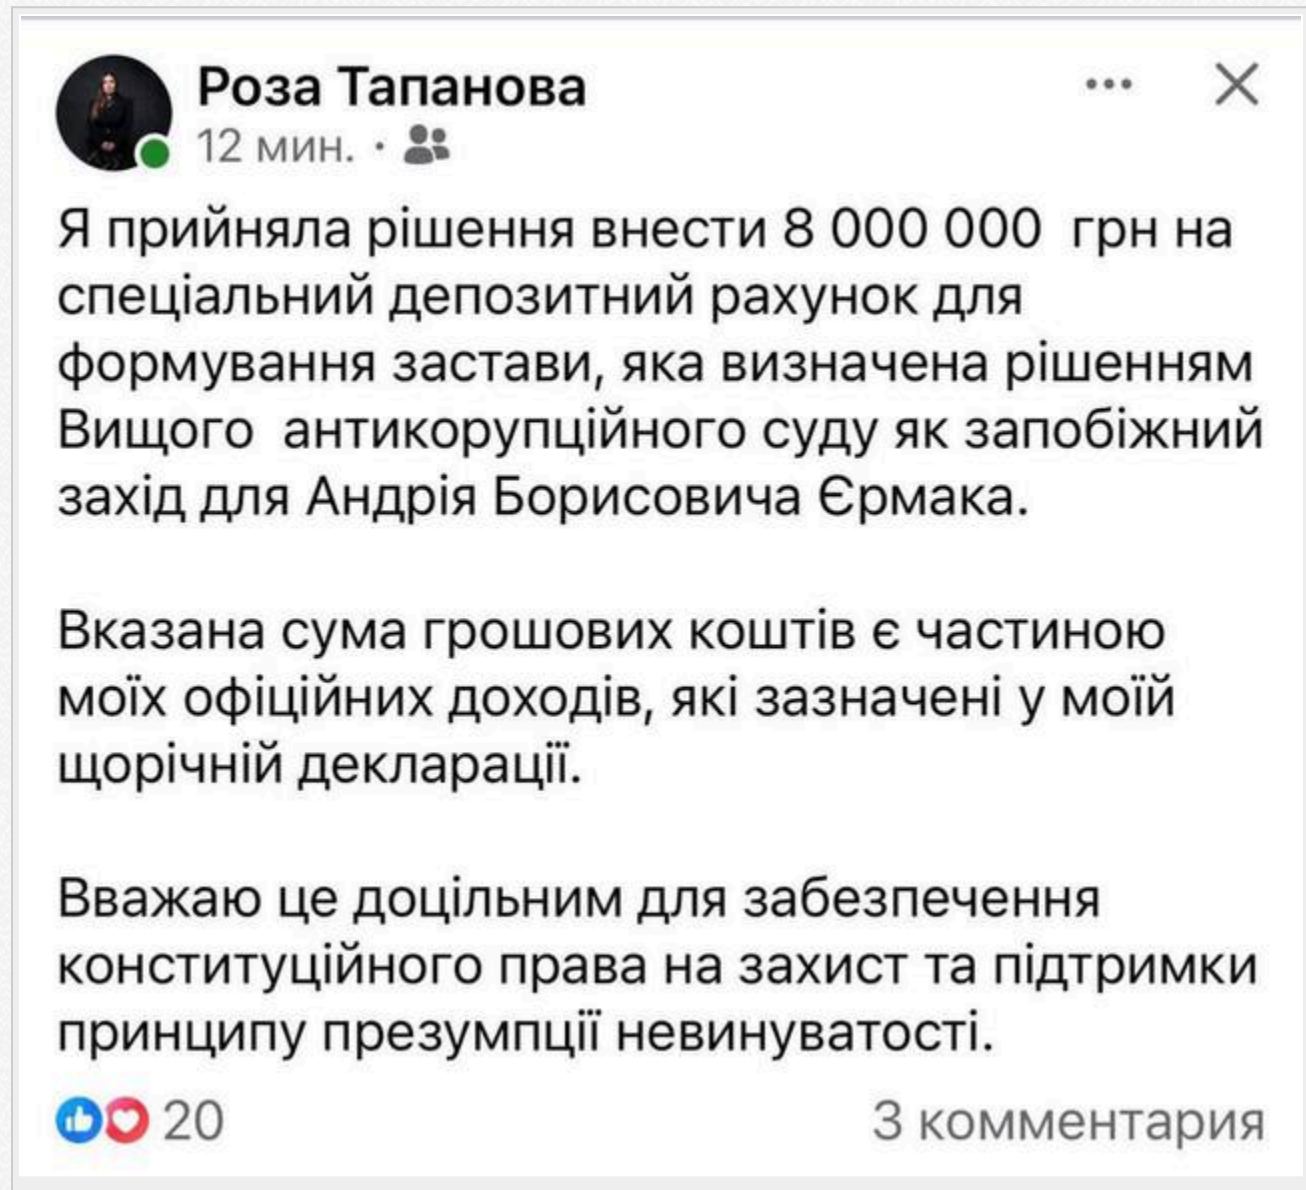 Роза Тапанова
12 мин. ·
Я прийняла рішення внести 8 000 000  грн на
спеціальний депозитний рахунок для
формування застави, яка визначена рішенням
Вищого  антикорупційного суду як запобіжний
захід для Андрія Борисовича Єрмака.
Вказана сума грошових коштів є частиною
моїх офіційних доходів, які зазначені у моїй
щорічній декларації.
Вважаю це доцільним для забезпечення
конституційного права на захист та підтримки
принципу презумпції невинуватості.
20
3 комментария